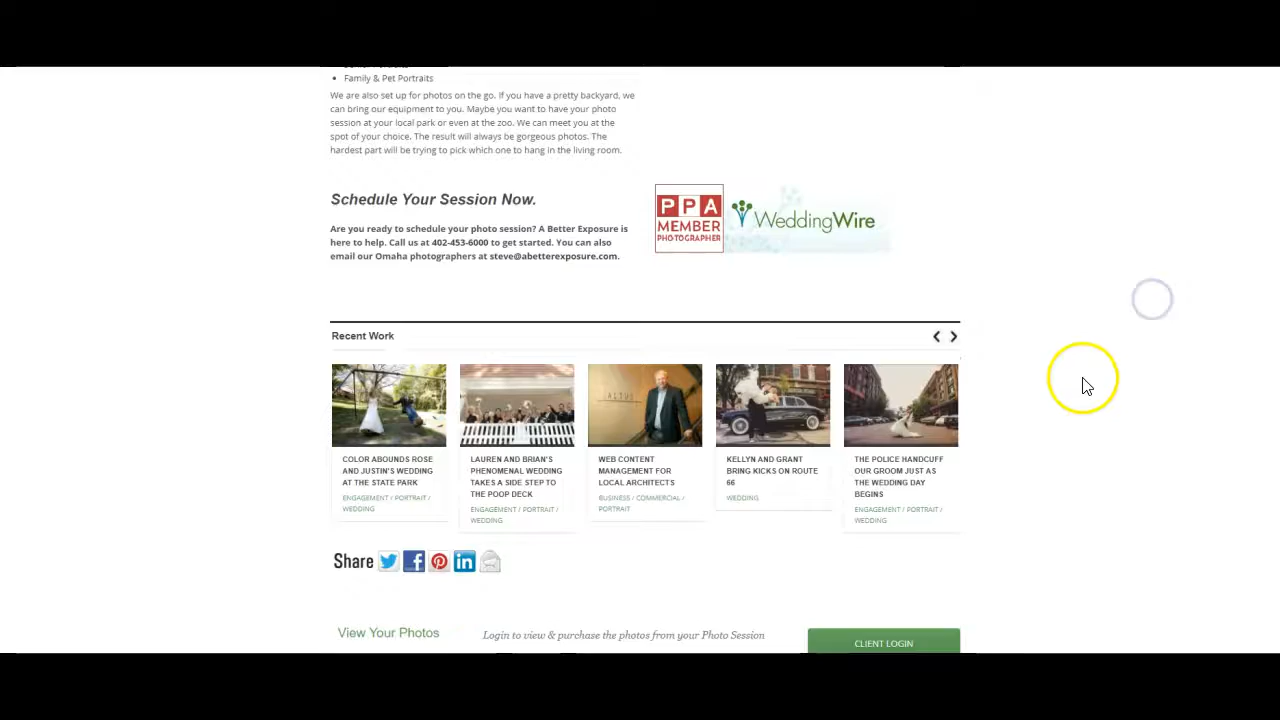 Family & Pet Portraits
We are also set up for photos on the go. If you have a pretty backyard, we
can bring our equipment to you. Maybe you want to have your photo
session at your local park or even at the zoo. We can meet you at the
spot of your choice. The result will always be gorgeous photos. The
hardest part will be trying to pick which one to hang in the living room.
Schedule Your Session Now.
Are you ready to schedule your photo session? A Better Exposure is
here to help. Call us at 402-453-6000 to get started. You can also
email our Omaha photographers at steve@abetterexposure.com.
PPA
MEMBER
PHOTOGRAPHER
WeddingWire
Recent Work
ALTUS
COLOR ABOUNDS ROSE
AND JUSTIN'S WEDDING
AT THE STATE PARK
ENGAGEMENT / PORTRAIT /
WEDDING
LAUREN AND BRIAN'S
PHENOMENAL WEDDING
TAKES A SIDE STEP TO
THE POOP DECK
ENGAGEMENT / PORTRAIT /
WEDDING
WEB CONTENT
MANAGEMENT FOR
LOCAL ARCHITECTS
BUSINESS / COMMERCIAL /
PORTRAIT
KELLYN AND GRANT
BRING KICKS ON ROUTE
66
WEDDING
THE POLICE HANDCUFF
OUR GROOM JUST AS
THE WEDDING DAY
BEGINS
ENGAGEMENT / PORTRAIT /
WEDDING
Share
View Your Photos
Login to view & purchase the photos from your Photo Session
CLIENT LOGIN